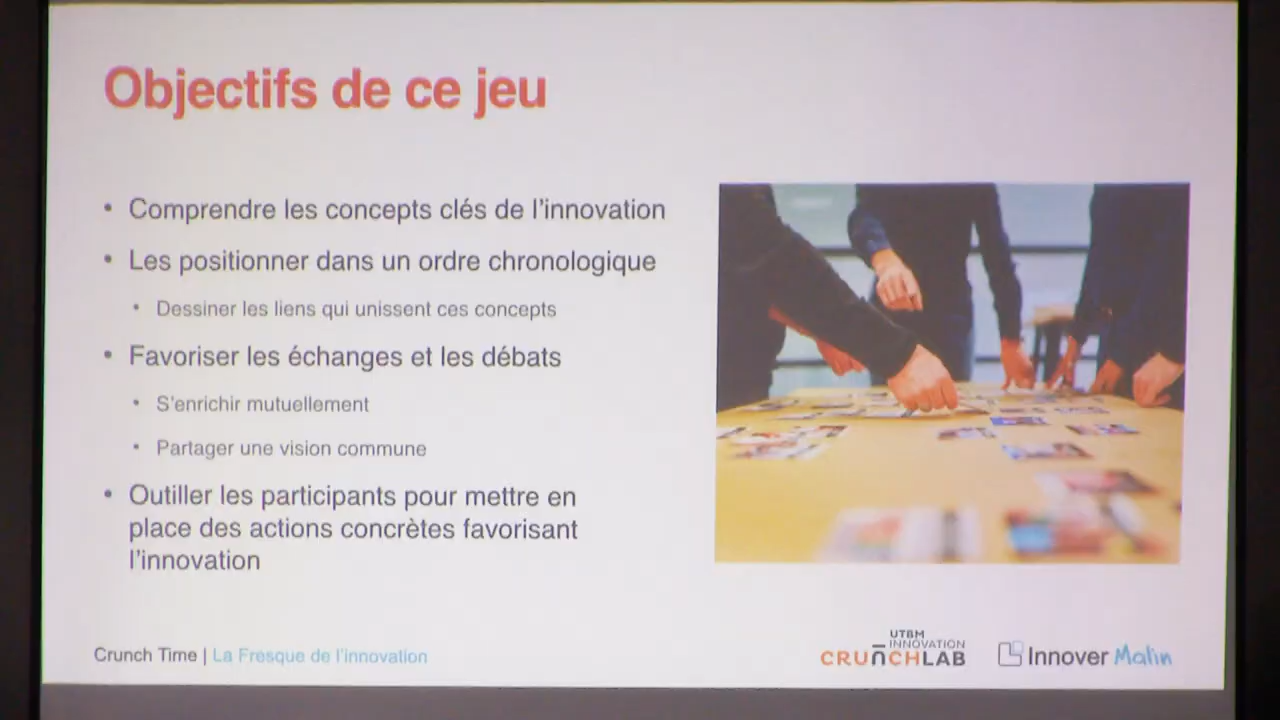 Objectifs de ce jeu
• Comprendre les concepts clés de l'innovation
• Les positionner dans un ordre chronologique
• Dessiner les liens qui unissent ces concepts
• Favoriser les échanges et les débats
• S'enrichir mutuellement
• Partager une vision commune
• Outiller les participants pour mettre en
place des actions concrètes favorisant
l'innovation
Crunch Time | La Fresque de l'innovation
UTBM
INNOVATION
CRUNCHLAB
Innover Malin